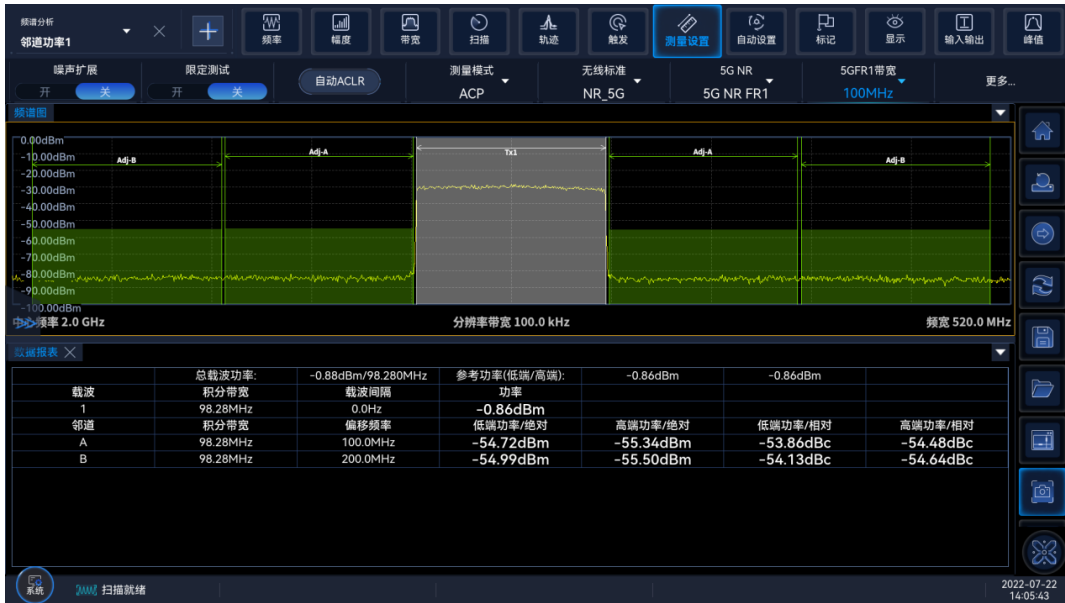 频谱分析
邻道功率1
频率
幅度
带宽
扫描
轨迹
触发
测量设置
自动设置
标记
显示
输入输出
峰值
噪声扩展
开 关
限定测试
开 关
自动ACLR
测量模式
ACP
无线标准
NR_5G
5G NR
5G NR FR1
5GFR1带宽
100MHz
更多...
频谱图
0.00dBm
-10.00dBm
-20.00dBm
-30.00dBm
-40.00dBm
-50.00dBm
-60.00dBm
-70.00dBm
-80.00dBm
-90.00dBm
-100.00dBm
Adj-B Adj-A Tx1 Adj-A Adj-B
中心频率 2.0 GHz 分辨率带宽 100.0 kHz 频宽 520.0 MHz
数据报表
总载波功率: -0.88dBm/98.280MHz 参考功率(低端/高端): -0.86dBm -0.86dBm
载波 积分带宽 载波间隔 功率
1 98.28MHz 0.0Hz -0.86dBm
邻道 积分带宽 偏移频率 低端功率/绝对 高端功率/绝对 低端功率/相对 高端功率/相对
A 98.28MHz 100.0MHz -54.72dBm -55.34dBm -53.86dBc -54.48dBc
B 98.28MHz 200.0MHz -54.99dBm -55.50dBm -54.13dBc -54.64dBc
系统
扫描就绪
2022-07-22
14:05:43